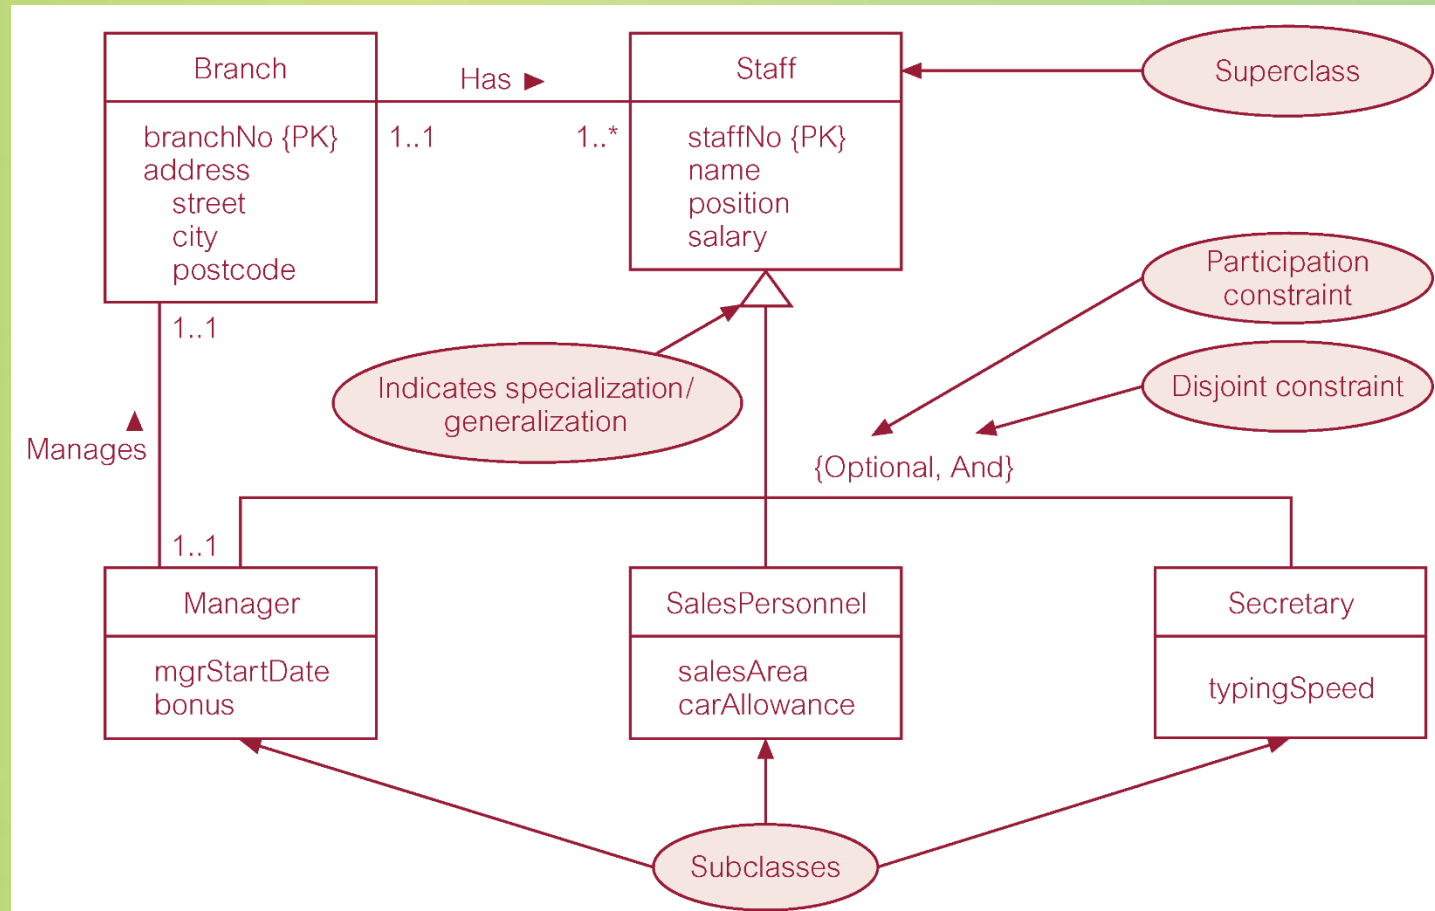 Branch
Has ►
Staff
Superclass
branchNo {PK}
address
street
city
postcode
1..1
1..*
staffNo {PK}
name
position
salary
Participation
constraint
1..1
Indicates specialization/
generalization
Disjoint constraint
▲
Manages
{Optional, And}
1..1
Manager
mgrStartDate
bonus
SalesPersonnel
salesArea
carAllowance
Secretary
typingSpeed
Subclasses